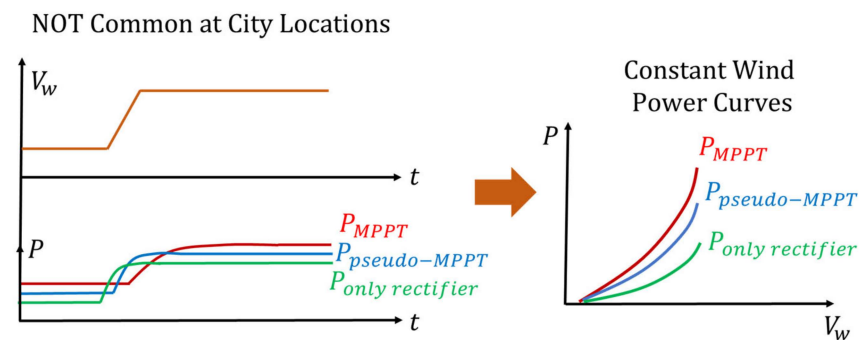 NOT Common at City Locations
V_w
t
P
P_MPPT
P_pseudo−MPPT
P_only rectifier
t
Constant Wind
Power Curves
P
P_MPPT
P_pseudo−MPPT
P_only rectifier
V_w